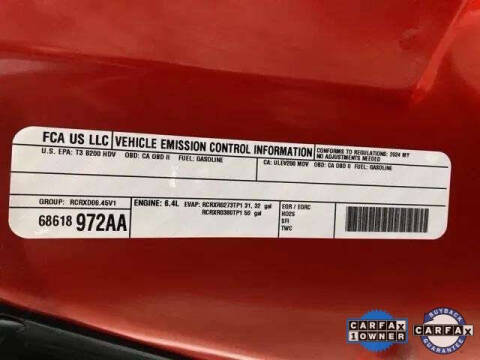 FCA US LLC VEHICLE EMISSION CONTROL INFORMATION
CONFORMS TO REGULATIONS: 2024 MY
U.S. EPA: T3 B200 HDV OBD: CA OBD II FUEL: GASOLINE
NO ADJUSTMENTS NEEDED
CA: ULEV200 MDV OBD: CA OBD II FUEL: GASOLINE
GROUP: RCRXD06.45V1
ENGINE: 6.4L EVAP: RCRXR0273TP1 31, 32 gal
RCRXR0380TP1 50 gal
EGR / EGRC
HO2S
SFI
TWC
68618 972AA
CARFAX
1 OWNER
BUYBACK
CARFAX
GUARANTEE